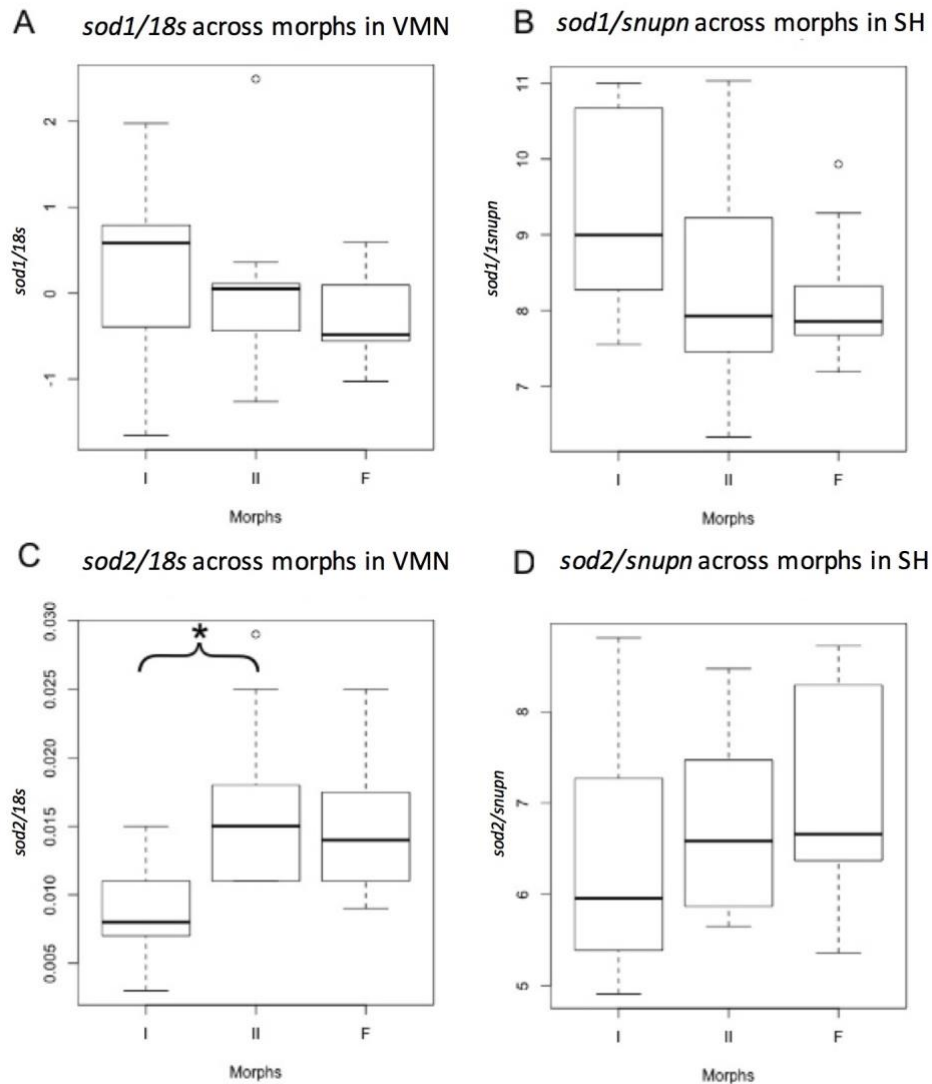 A sod1/18s across morphs in VMN
sod1/18s
2
1
0
-1
I II F
Morphs
B sod1/snupn across morphs in SH
sod1/1snupn
11
10
9
8
7
I II F
Morphs
C sod2/18s across morphs in VMN
sod2/18s
0.030
0.025
0.020
0.015
0.010
0.005
*
I II F
Morphs
D sod2/snupn across morphs in SH
sod2/snupn
8
7
6
5
I II F
Morphs